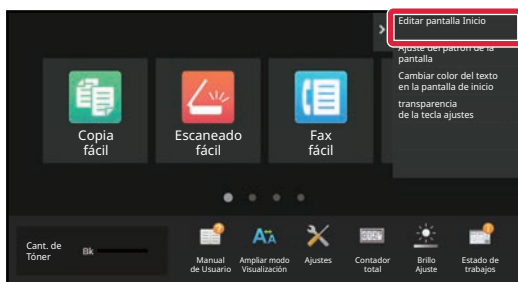 Editar pantalla Inicio
Ajuste del patrón de la
pantalla
Cambiar color del texto
en la pantalla de inicio
transparencia
de la tecla ajustes
Copia
fácil
Escaneado
fácil
Fax
fácil
Cant. de
Tóner
Bk
Manual
de Usuario
Ampliar modo
Visualización
Ajustes
Contador
total
Brillo
Ajuste
Estado de
trabajos